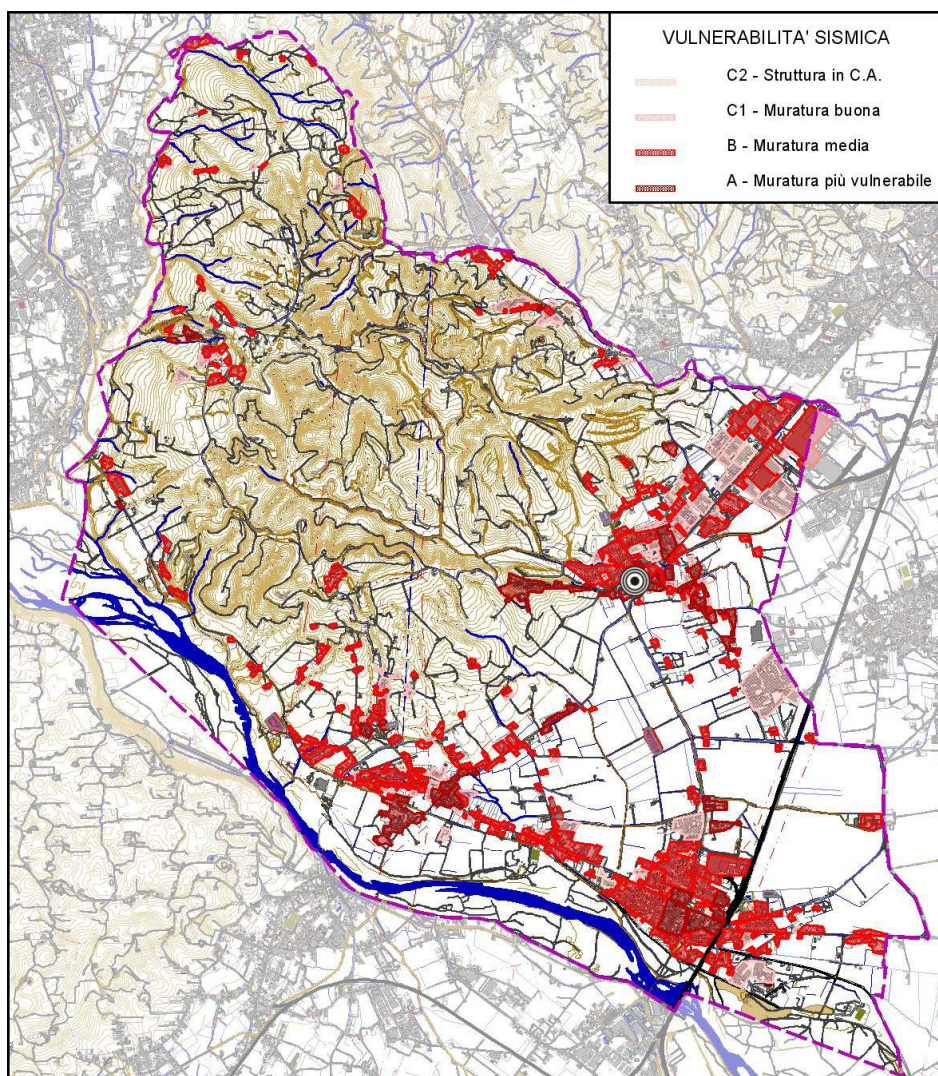 VULNERABILITA' SISMICA
C2 - Struttura in C.A.
C1 - Muratura buona
B - Muratura media
A - Muratura più vulnerabile